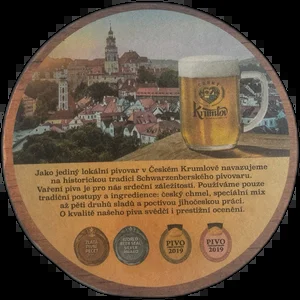 Krumlov
Jako jediný lokální pivovar v Českém Krumlově navazujeme
na historickou tradici Schwarzenberského pivovaru.
Vaření piva je pro nás srdeční záležitostí. Používáme pouze
tradiční postupy a ingredience: český chmel, speciální mix
až pěti druhů sladů a poctivou jihočeskou práci.
O kvalitě našeho piva svědčí i prestižní ocenění.
PIVO
2019
PIVO
2019